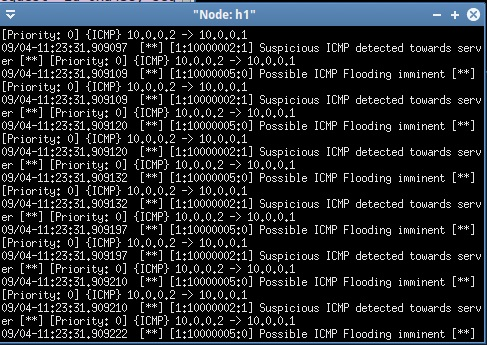 "Node: h1"
[Priority: 0] {ICMP} 10.0.0.2 -> 10.0.0.1
09/04-11:23:31.909097  [**] [1:10000002:1] Suspicious ICMP detected towards serv
er [**] [Priority: 0] {ICMP} 10.0.0.2 -> 10.0.0.1
09/04-11:23:31.909109  [**] [1:10000005:0] Possible ICMP Flooding imminent [**]
[Priority: 0] {ICMP} 10.0.0.2 -> 10.0.0.1
09/04-11:23:31.909109  [**] [1:10000002:1] Suspicious ICMP detected towards serv
er [**] [Priority: 0] {ICMP} 10.0.0.2 -> 10.0.0.1
09/04-11:23:31.909120  [**] [1:10000005:0] Possible ICMP Flooding imminent [**]
[Priority: 0] {ICMP} 10.0.0.2 -> 10.0.0.1
09/04-11:23:31.909120  [**] [1:10000002:1] Suspicious ICMP detected towards serv
er [**] [Priority: 0] {ICMP} 10.0.0.2 -> 10.0.0.1
09/04-11:23:31.909132  [**] [1:10000005:0] Possible ICMP Flooding imminent [**]
[Priority: 0] {ICMP} 10.0.0.2 -> 10.0.0.1
09/04-11:23:31.909132  [**] [1:10000002:1] Suspicious ICMP detected towards serv
er [**] [Priority: 0] {ICMP} 10.0.0.2 -> 10.0.0.1
09/04-11:23:31.909197  [**] [1:10000005:0] Possible ICMP Flooding imminent [**]
[Priority: 0] {ICMP} 10.0.0.2 -> 10.0.0.1
09/04-11:23:31.909197  [**] [1:10000002:1] Suspicious ICMP detected towards serv
er [**] [Priority: 0] {ICMP} 10.0.0.2 -> 10.0.0.1
09/04-11:23:31.909210  [**] [1:10000005:0] Possible ICMP Flooding imminent [**]
[Priority: 0] {ICMP} 10.0.0.2 -> 10.0.0.1
09/04-11:23:31.909210  [**] [1:10000002:1] Suspicious ICMP detected towards serv
er [**] [Priority: 0] {ICMP} 10.0.0.2 -> 10.0.0.1
09/04-11:23:31.909222  [**] [1:10000005:0] Possible ICMP Flooding imminent [**]